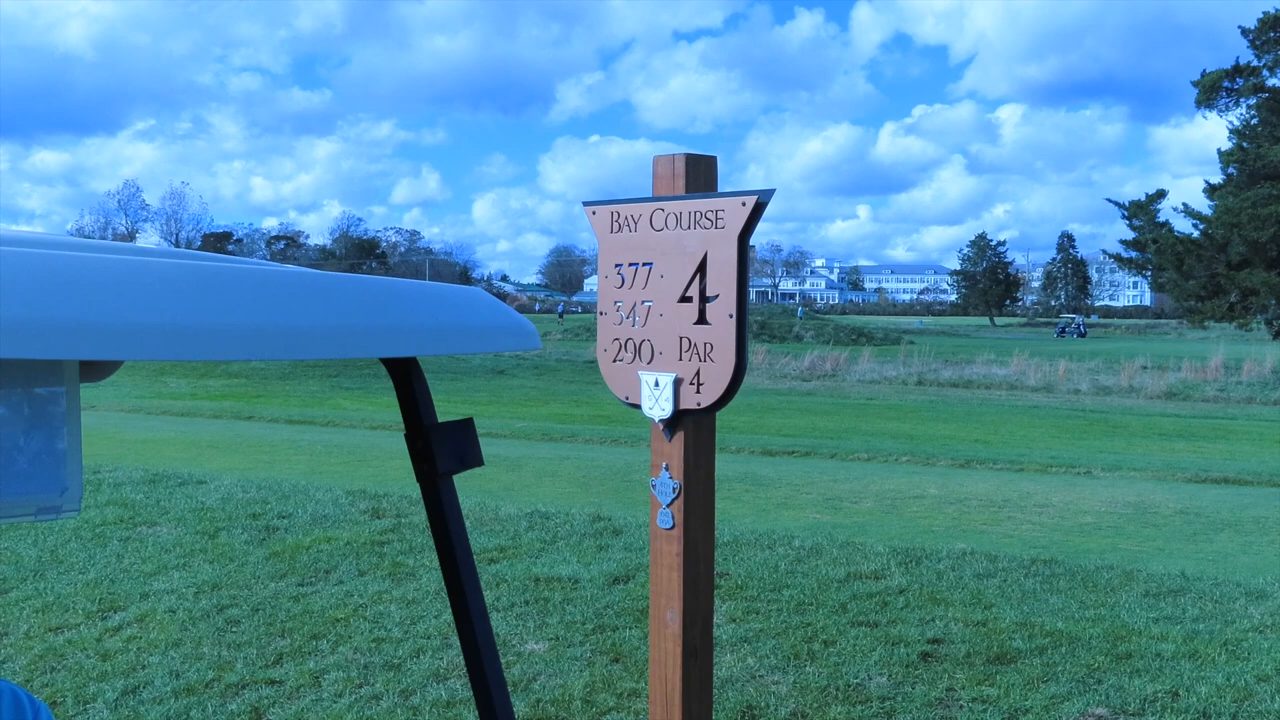 BAY COURSE
· 377 ·
· 347 ·
· 290 ·
4
PAR
4